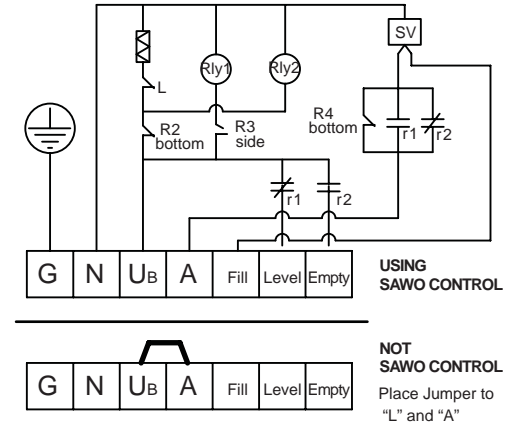 SV
Rly1
Rly2
L
R2
bottom
R3
side
R4
bottom
r1
r2
r1
r2
G
N
UB
A
Fill
Level
Empty
USING
SAWO CONTROL
G
N
UB
A
Fill
Level
Empty
NOT
SAWO CONTROL
Place Jumper to
“L” and “A”